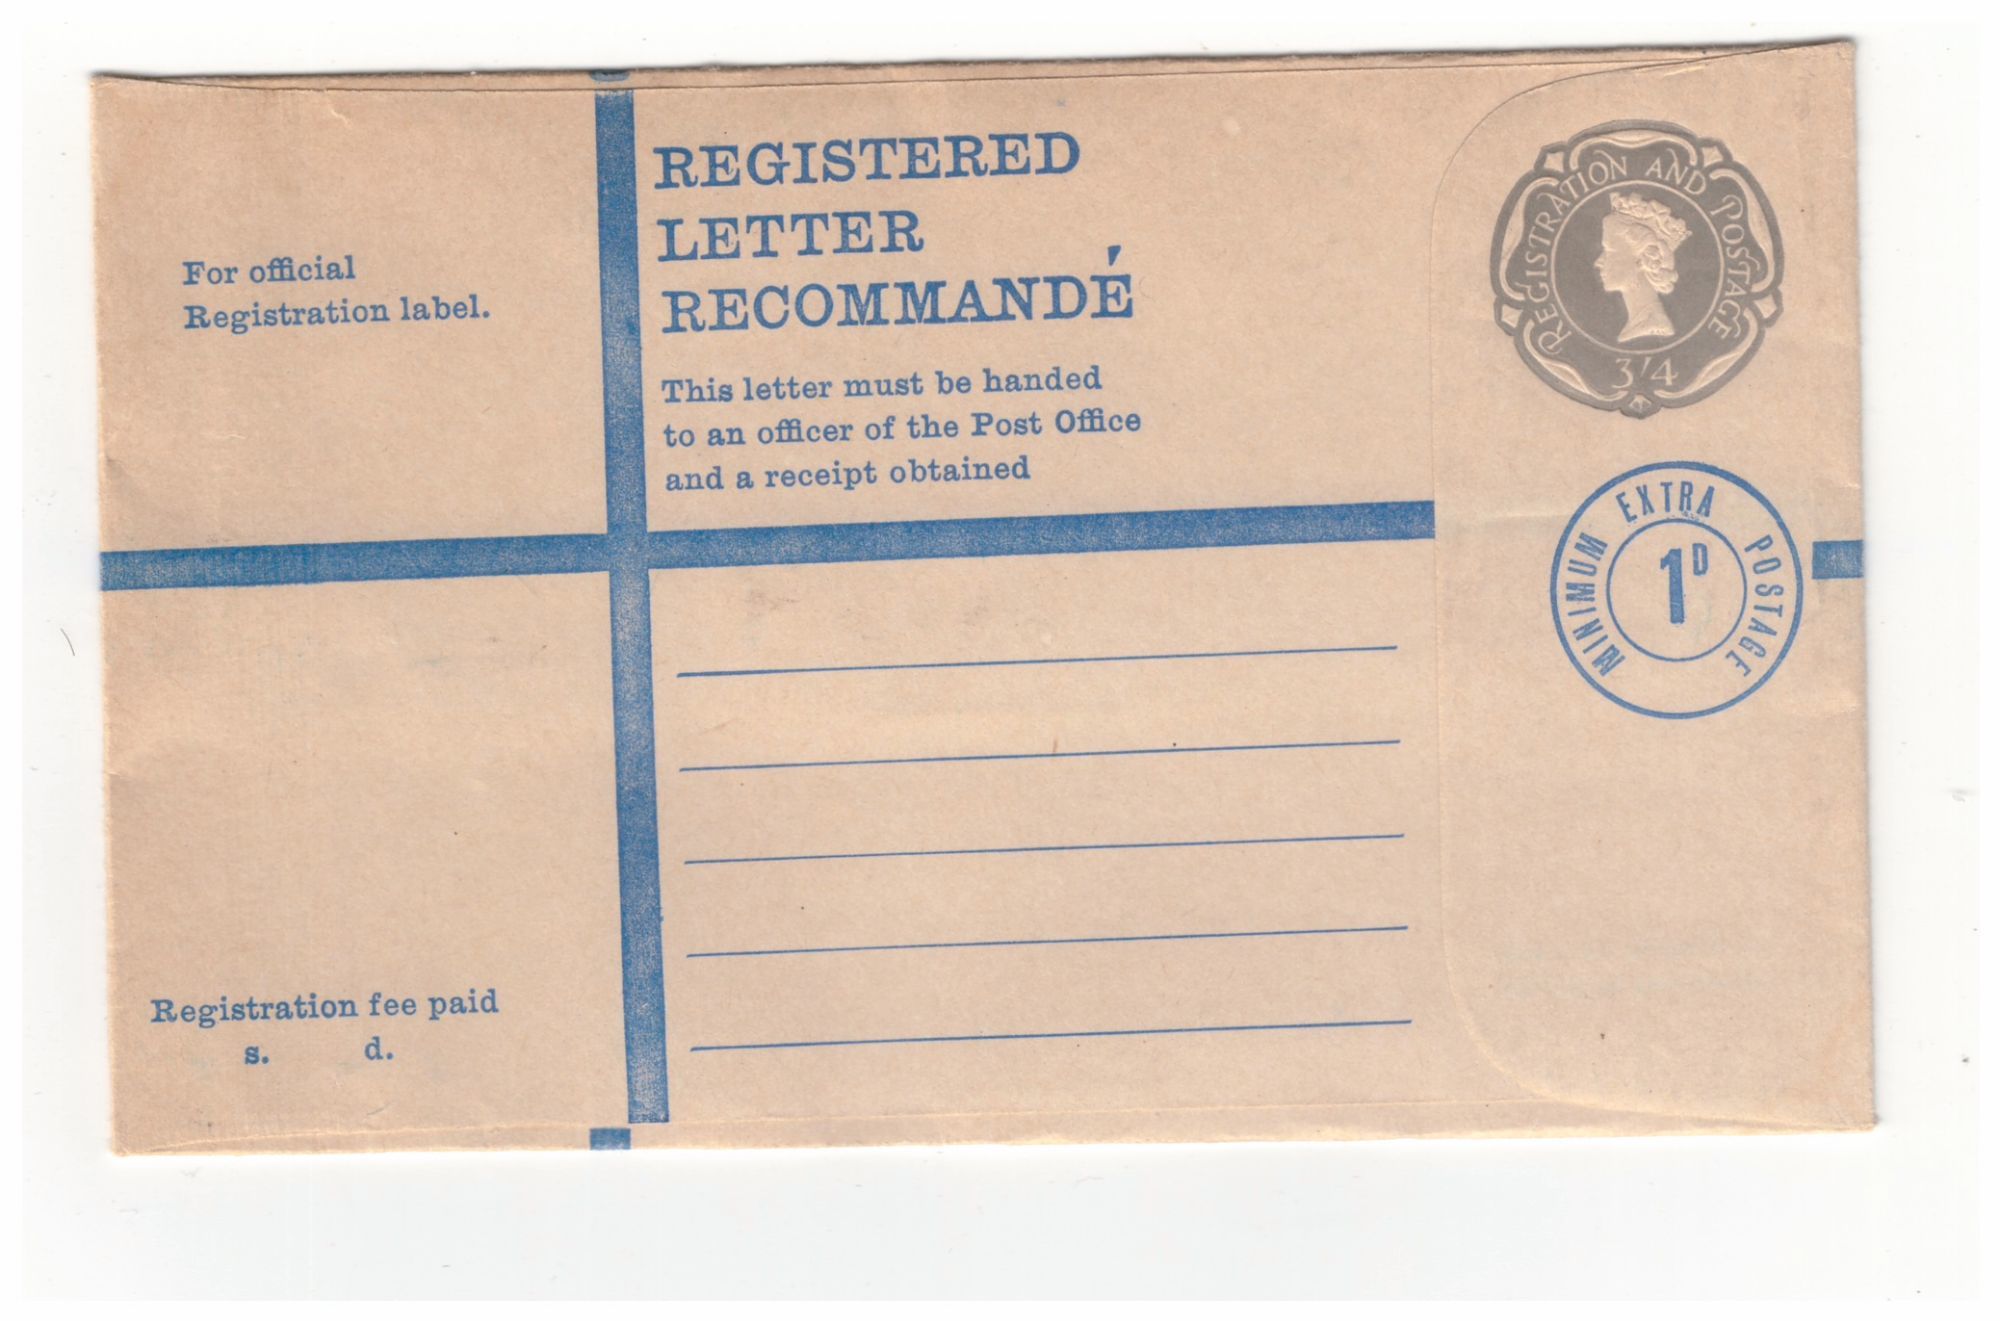 REGISTERED
LETTER
RECOMMANDÉ
This letter must be handed
to an officer of the Post Office
and a receipt obtained
For official
Registration label.
REGISTRATION AND POSTAGE
3/4
MINIMUM EXTRA POSTAGE
1D
Registration fee paid
s. d.